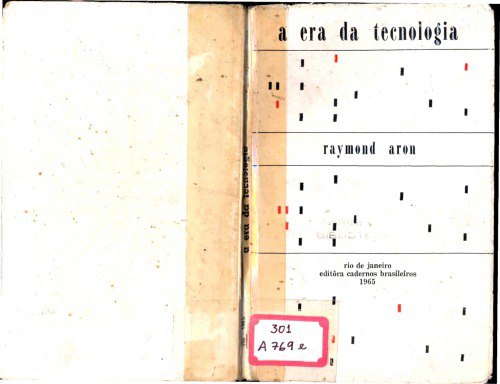 a era da tecnologia
raymond aron
rio de janeiro
editôra cadernos brasileiros
1965
a era da tecnologia
301
A769e